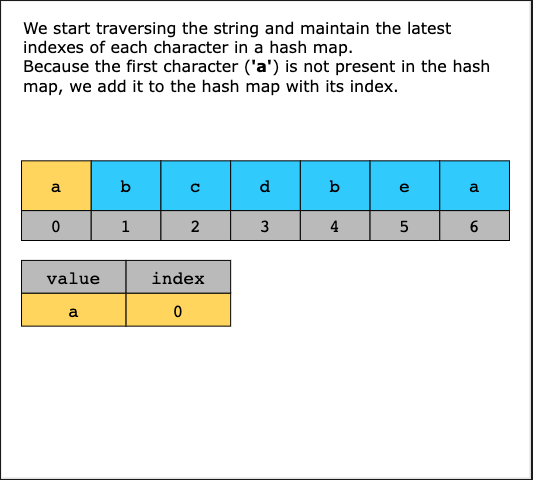 We start traversing the string and maintain the latest
indexes of each character in a hash map.
Because the first character ('a') is not present in the hash
map, we add it to the hash map with its index.
a b c d b e a
0 1 2 3 4 5 6
value index
a 0